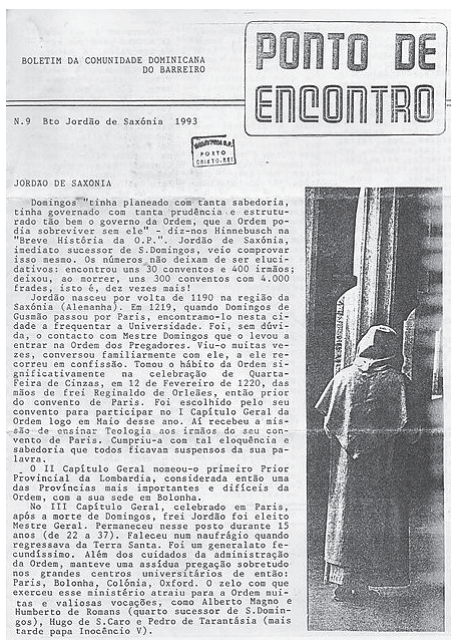 BOLETIM DA COMUNIDADE DOMINICANA
DO BARREIRO
PONTO DE
ENCONTRO
N.9 Bto Jordão de Saxónia 1993
PORTO
CRISTO-REI
JORDÃO DE SAXÓNIA
Domingos "tinha planeado com tanta sabedoria,
tinha governado com tanta prudência e estrutu-
rado tão bem o governo da Ordem, que a Ordem po-
dia sobreviver sem ele" - diz-nos Hinnebusch na
"Breve História da O.P.". Jordão de Saxónia,
imediato sucessor de S.Domingos, veio comprovar
isso mesmo. Os números não deixam de ser eluci-
dativos: encontrou uns 30 conventos e 400 irmãos;
deixou, ao morrer, uns 300 conventos com 4.000
frades, isto é, dez vezes mais!
Jordão nasceu por volta de 1190 na região da
Saxónia (Alemanha). Em 1219, quando Domingos de
Gusmão passou por Paris, encontramo-lo nesta ci-
dade a frequentar a Universidade. Foi, sem dúvi-
da, o contacto com Mestre Domingos que o levou a
entrar na Ordem dos Pregadores. Viu-o muitas ve-
zes, conversou familiarmente com ele, a ele re-
correu em confissão. Tomou o hábito da Ordem si-
gnificativamente na celebração de Quarta-
Feira de Cinzas, em 12 de Fevereiro de 1220, das
mãos de frei Reginaldo de Orleães, então prior
do convento de Paris. Foi escolhido pelo seu
convento para participar no I Capítulo Geral da
Ordem logo em Maio desse ano. Aí recebeu a mis-
são de ensinar Teologia aos irmãos do seu con-
vento de Paris. Cumpriu-a com tal eloquência e
sabedoria que todos ficavam suspensos da sua pa-
lavra.
O II Capítulo Geral nomeou-o primeiro Prior
Provincial da Lombardia, considerada então uma
das Províncias mais importantes e difíceis da
Ordem, com a sua sede em Bolonha.
No III Capítulo Geral, celebrado em Paris,
após a morte de Domingos, frei Jordão foi eleito
Mestre Geral. Permaneceu nesse posto durante 15
anos (de 22 a 37). Faleceu num naufrágio quando
regressava da Terra Santa. Foi um generalato fe-
cundíssimo. Além dos cuidados da administração
da Ordem, manteve uma assídua pregação sobretudo
nos grandes centros universitários de então:
Paris, Bolonha, Colónia, Oxford. O zelo com que
exerceu esse ministério atraiu para a Ordem mui-
tas e valiosas vocações, como Alberto Magno e
Humberto de Romans (quarto sucessor de S.Domin-
gos), Hugo de S.Caro e Pedro de Tarantásia (mais
tarde papa Inocêncio V).